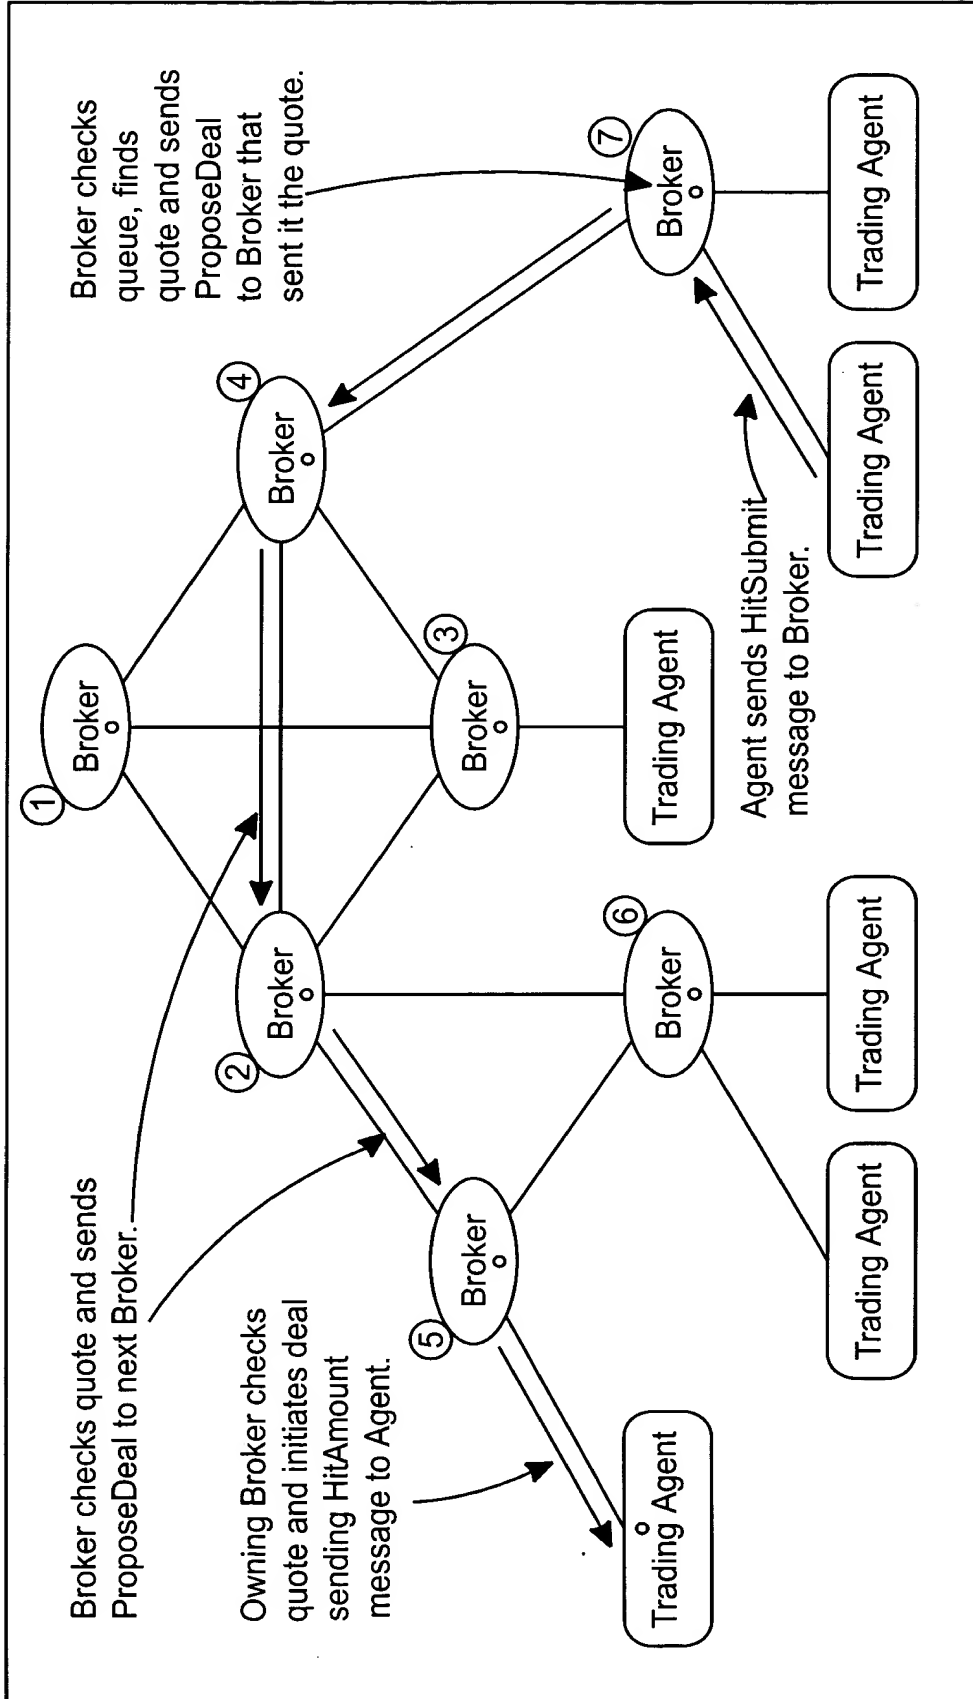 Broker checks quote and sends
ProposeDeal to next Broker.
Broker checks
queue, finds
quote and sends
ProposeDeal
to Broker that
sent it the quote.
1
Broker
2
Broker
4
Broker
Owning Broker checks
quote and initiates deal
sending HitAmount
message to Agent.
5
Broker
3
Broker
6
Broker
7
Broker
Trading Agent
Trading Agent
Agent sends HitSubmit
message to Broker.
Trading Agent
Trading Agent
Trading Agent
Trading Agent